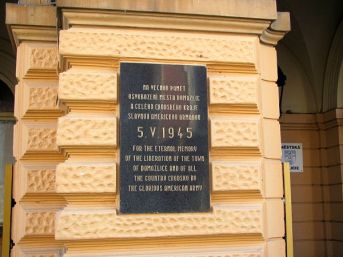 NA VĚČNOU PAMĚŤ
OSVOBOZENÍ MĚSTA DOMAŽLIC
A CELÉHO CHODSKÉHO KRAJE
SLAVNOU AMERICKOU ARMÁDOU
5.V.1945
FOR THE ETERNAL MEMORY
OF THE LIBERATION OF THE TOWN
OF DOMAŽLICE AND OF ALL
THE COUNTRY CHODSKO BY
THE GLORIOUS AMERICAN ARMY
MĚSTSKÁ